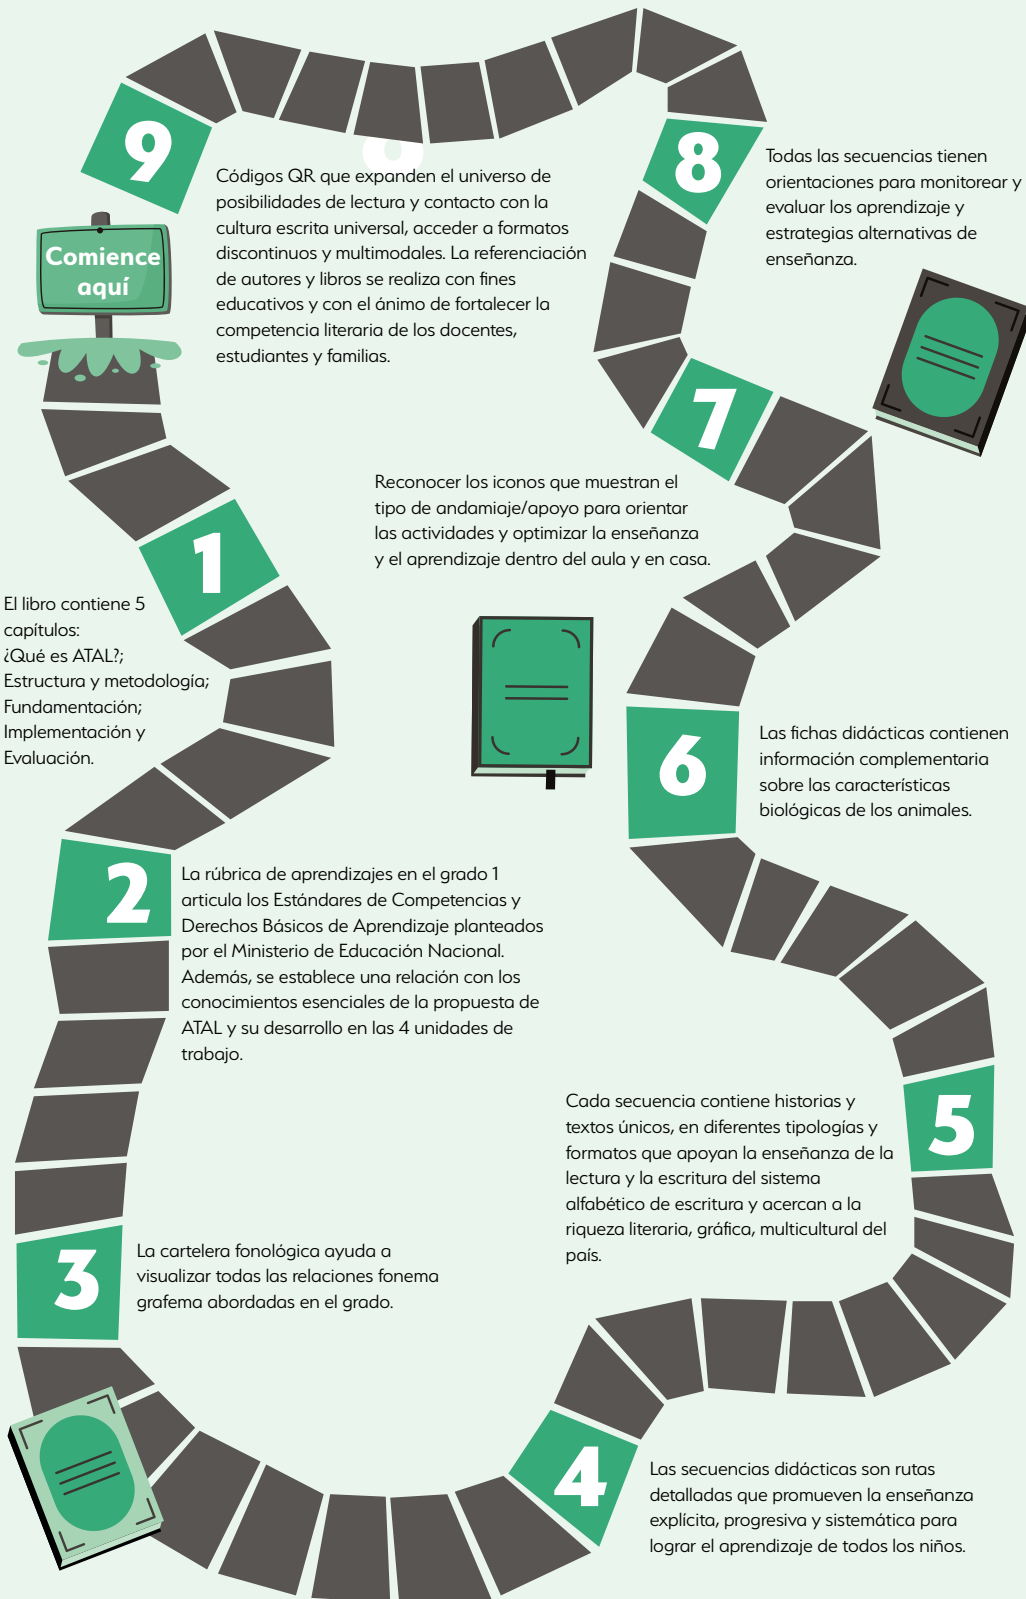 Comience
aquí
1
El libro contiene 5
capítulos:
¿Qué es ATAL?;
Estructura y metodología;
Fundamentación;
Implementación y
Evaluación.
2
La rúbrica de aprendizajes en el grado 1
articula los Estándares de Competencias y
Derechos Básicos de Aprendizaje planteados
por el Ministerio de Educación Nacional.
Además, se establece una relación con los
conocimientos esenciales de la propuesta de
ATAL y su desarrollo en las 4 unidades de
trabajo.
3
La cartelera fonológica ayuda a
visualizar todas las relaciones fonema
grafema abordadas en el grado.
4
Las secuencias didácticas son rutas
detalladas que promueven la enseñanza
explícita, progresiva y sistemática para
lograr el aprendizaje de todos los niños.
5
Cada secuencia contiene historias y
textos únicos, en diferentes tipologías y
formatos que apoyan la enseñanza de la
lectura y la escritura del sistema
alfabético de escritura y acercan a la
riqueza literaria, gráfica, multicultural del
país.
6
Las fichas didácticas contienen
información complementaria
sobre las características
biológicas de los animales.
7
Reconocer los iconos que muestran el
tipo de andamiaje/apoyo para orientar
las actividades y optimizar la enseñanza
y el aprendizaje dentro del aula y en casa.
8
Todas las secuencias tienen
orientaciones para monitorear y
evaluar los aprendizaje y
estrategias alternativas de
enseñanza.
9
Códigos QR que expanden el universo de
posibilidades de lectura y contacto con la
cultura escrita universal, acceder a formatos
discontinuos y multimodales. La referenciación
de autores y libros se realiza con fines
educativos y con el ánimo de fortalecer la
competencia literaria de los docentes,
estudiantes y familias.